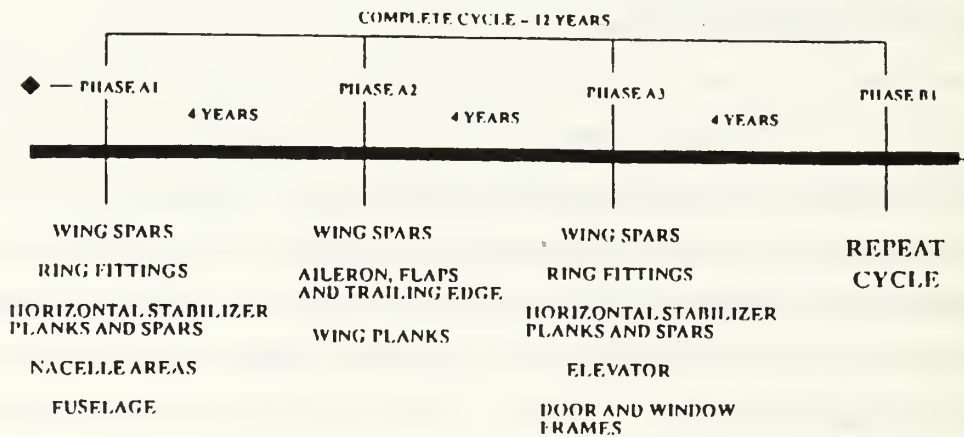 COMPLETE CYCLE – 12 YEARS
PHASE A1
PHASE A2
PHASE A3
PHASE B1
4 YEARS
4 YEARS
4 YEARS
WING SPARS
RING FITTINGS
HORIZONTAL STABILIZER
PLANKS AND SPARS
NACELLE AREAS
FUSELAGE
WING SPARS
AILERON, FLAPS
AND TRAILING EDGE
WING PLANKS
WING SPARS
RING FITTINGS
HORIZONTAL STABILIZER
PLANKS AND SPARS
ELEVATOR
DOOR AND WINDOW
FRAMES
REPEAT
CYCLE